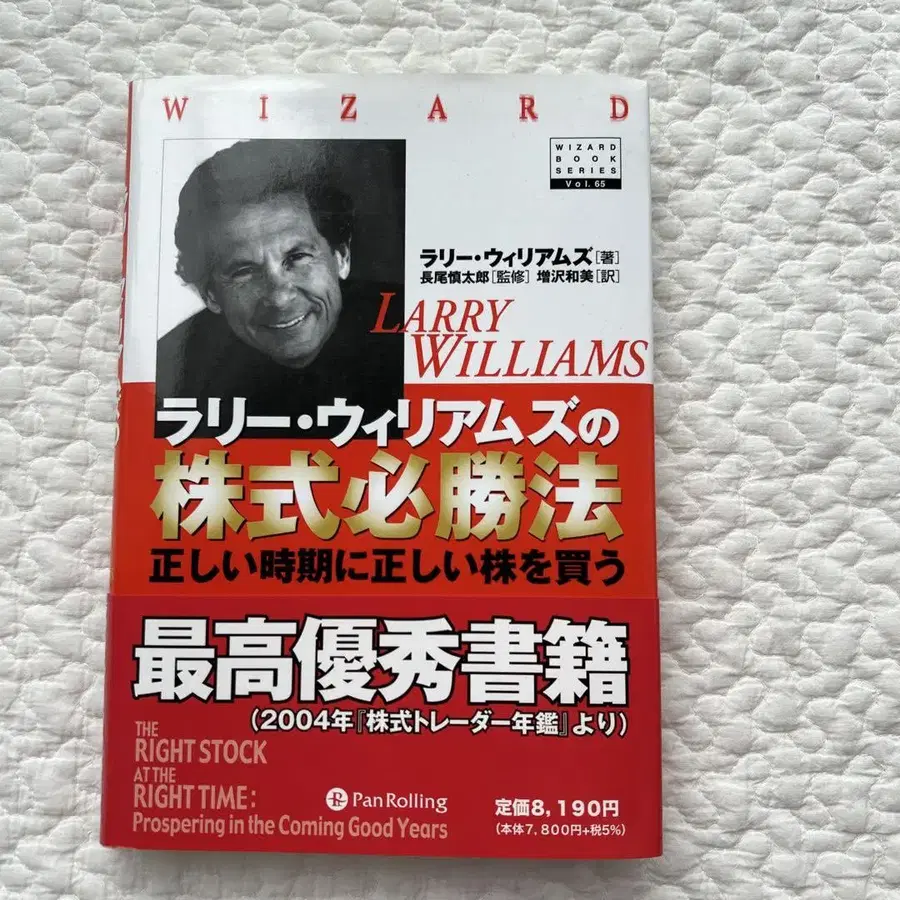 WIZARD
WIZARD
BOOK
SERIES
Vol. 65
ラリー・ウィリアムズ[著]
長尾慎太郎[監修] 増沢和美[訳]
LARRY
WILLIAMS
ラリー・ウィリアムズの
株式必勝法
正しい時期に正しい株を買う
最高優秀書籍
(2004年『株式トレーダー年鑑』より)
THE
RIGHT STOCK
AT THE
RIGHT TIME:
Prospering in the Coming Good Years
PanRolling
定価8,190円
(本体7,800円+税5%)